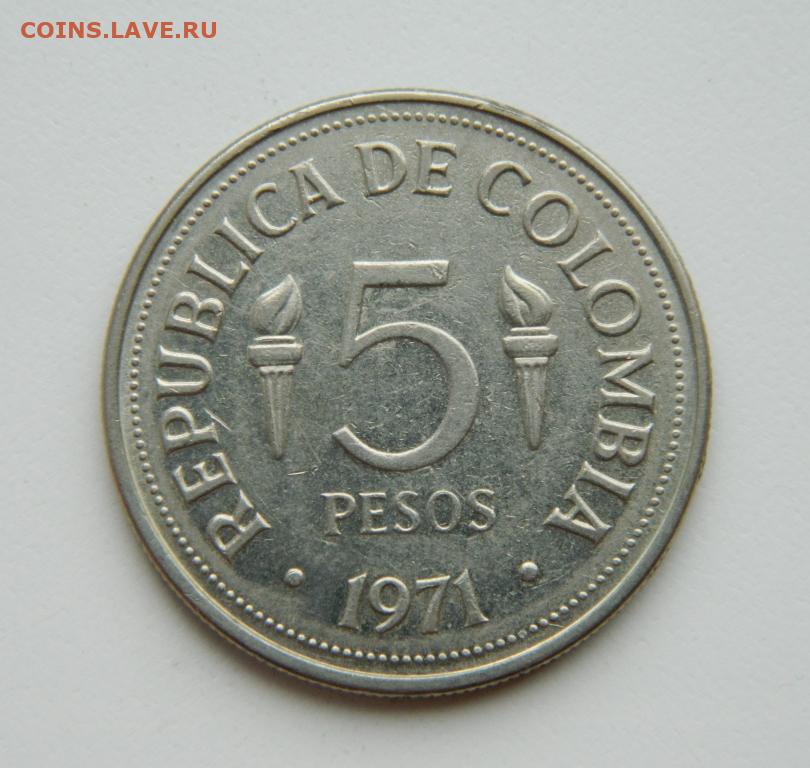 COINS.LAVE.RU
REPUBLICA DE COLOMBIA
5
PESOS
• 1971 •